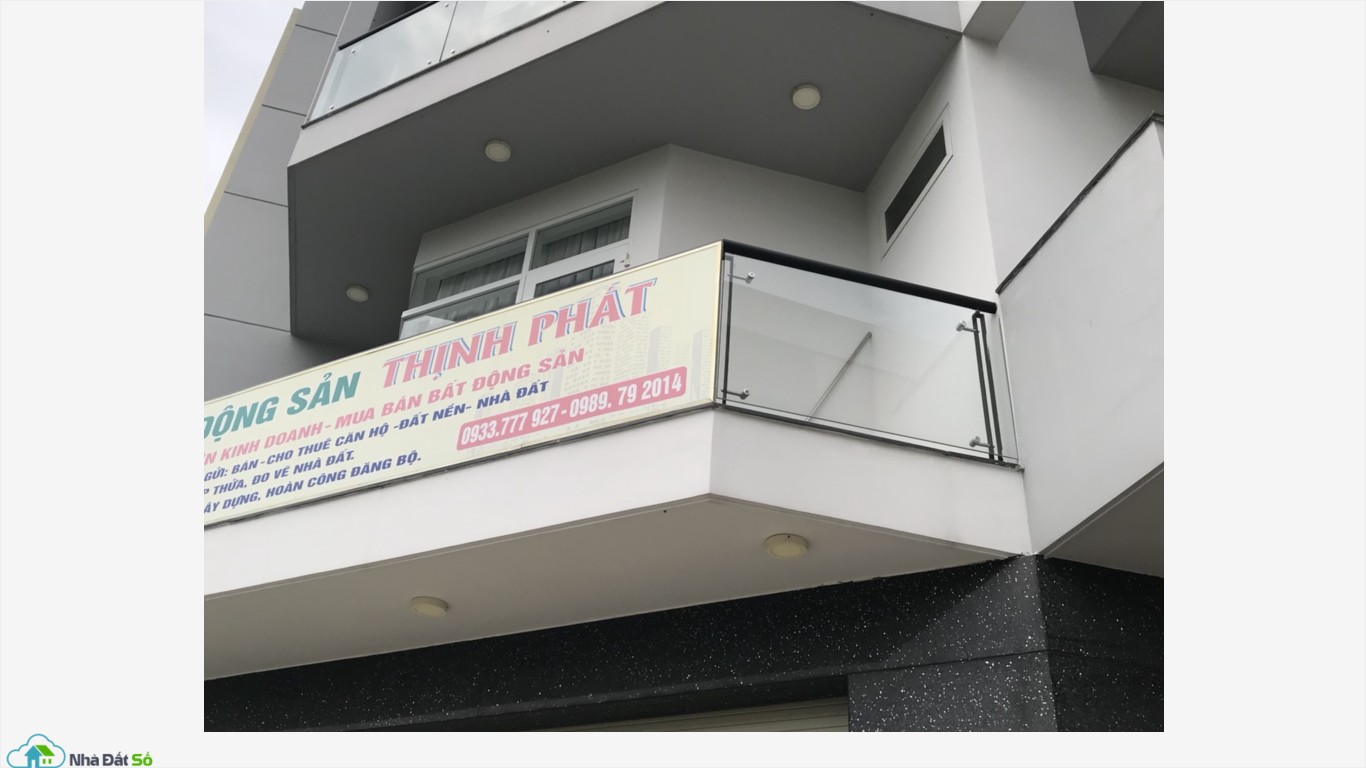 ĐỘNG SẢN THỊNH PHÁT
KINH DOANH - MUA BÁN BẤT ĐỘNG SẢN
GỬI: BÁN - CHO THUÊ CĂN HỘ -ĐẤT NỀN- NHÀ ĐẤT
THỬA, ĐO VẼ NHÀ ĐẤT.
DỰNG, HOÀN CÔNG ĐĂNG BỘ.
0933.777 927-0989. 79 2014
Nhà Đất Số